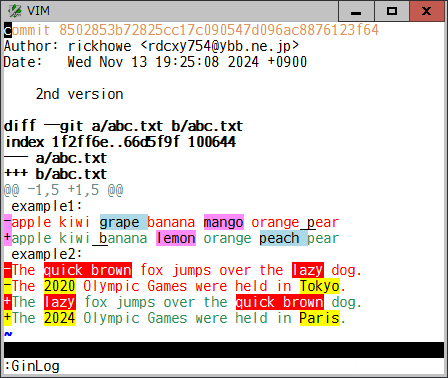 VIM
commit 8502853b72825cc17c090547d096ac8876123f64
Author: rickhowe <rdcxy754@ybb.ne.jp>
Date:   Wed Nov 13 19:25:08 2024 +0900
    2nd version
diff --git a/abc.txt b/abc.txt
index 1f2ff6e..66d5f9f 100644
--- a/abc.txt
+++ b/abc.txt
@@ -1,5 +1,5 @@
 example1:
-apple kiwi grape banana mango orange pear
+apple kiwi banana lemon orange peach pear
 example2:
-The quick brown fox jumps over the lazy dog.
-The 2020 Olympic Games were held in Tokyo.
+The lazy fox jumps over the quick brown dog.
+The 2024 Olympic Games were held in Paris.
~
:GinLog